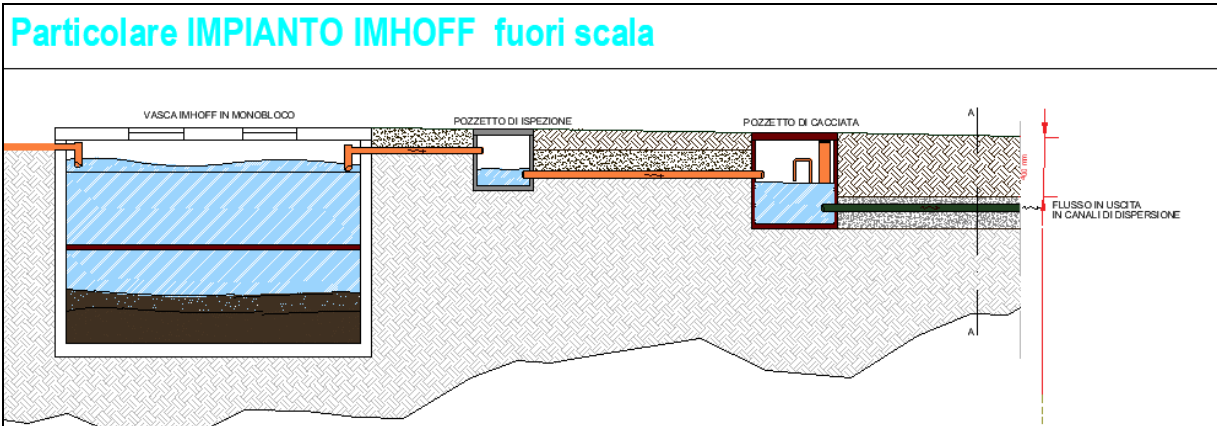 Particolare IMPIANTO IMHOFF fuori scala
VASCA IMHOFF IN MONOBLOCO
POZZETTO DI ISPEZIONE
POZZETTO DI CACCIATA
A
FLUSSO IN USCITA
IN CANALI DI DISPERSIONE
A